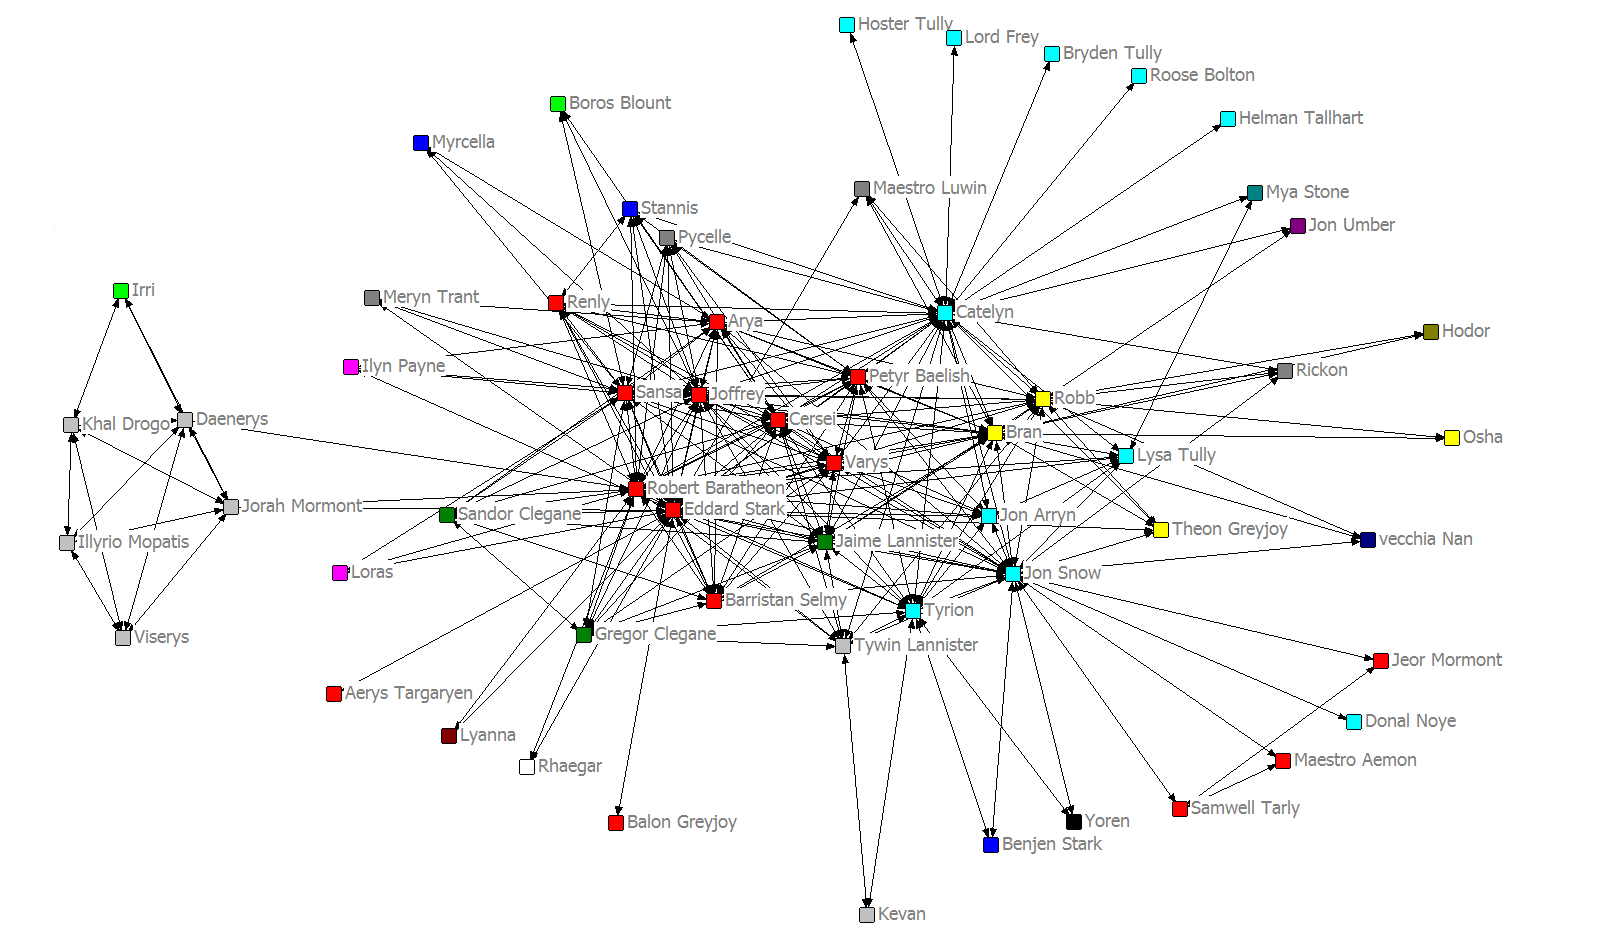 Hoster Tully
Lord Frey
Bryden Tully
Roose Bolton
Boros Blount
Helman Tallhart
Myrcella
Maestro Luwin
Mya Stone
Stannis
Jon Umber
Pycelle
Irri
Meryn Trant
Renly
Catelyn
Arya
Hodor
Ilyn Payne
Rickon
Petyr Baelish
Sansa
Joffrey
Robb
Khal Drogo
Daenerys
Cersei
Bran
Osha
Lysa Tully
Varys
Robert Baratheon
Jorah Mormont
Eddard Stark
Sandor Clegane
Jon Arryn
Theon Greyjoy
Illyrio Mopatis
Jaime Lannister
vecchia Nan
Loras
Jon Snow
Barristan Selmy
Tyrion
Viserys
Gregor Clegane
Tywin Lannister
Jeor Mormont
Aerys Targaryen
Donal Noye
Lyanna
Maestro Aemon
Rhaegar
Samwell Tarly
Balon Greyjoy
Yoren
Benjen Stark
Kevan